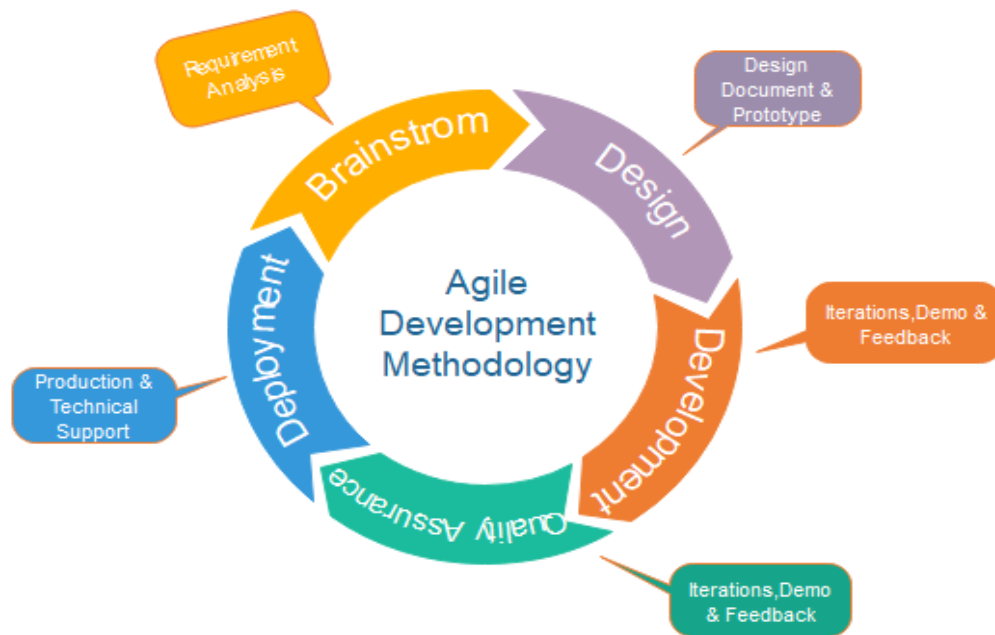 Requirement
Analysis
Brainstrom
Design
Document &
Prototype
Design
Iterations,Demo &
Feedback
Development
Iterations,Demo
& Feedback
Quality Assurance
Production &
Technical
Support
Deployment
Agile
Development
Methodology